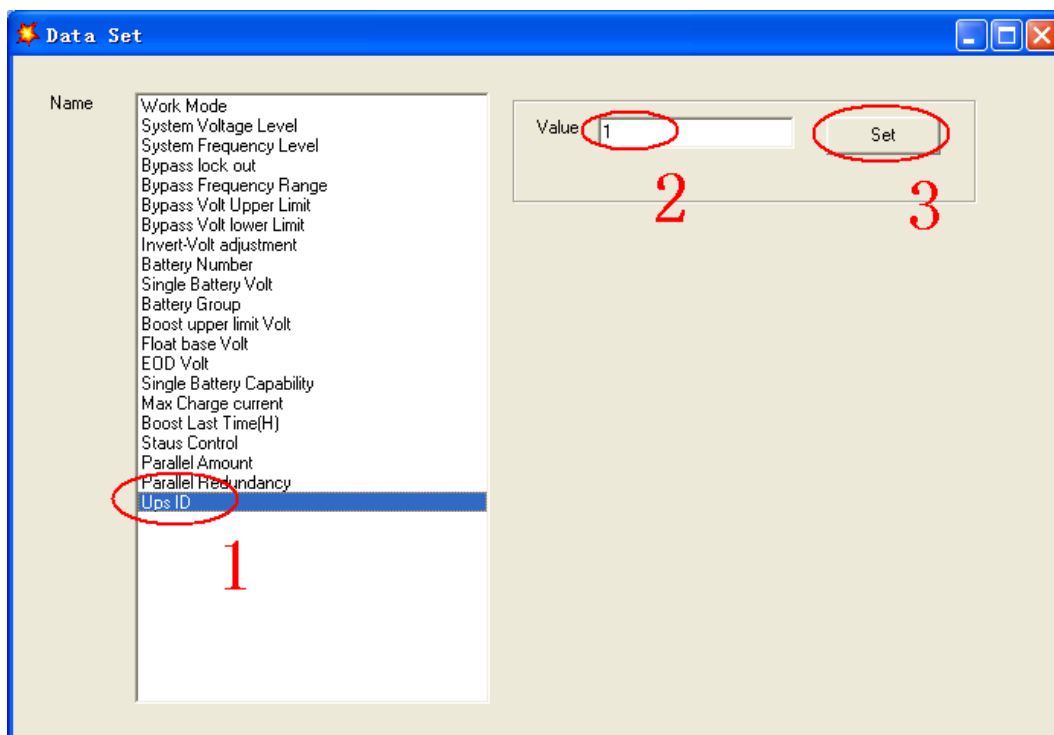 Data Set
Name
Work Mode
System Voltage Level
System Frequency Level
Bypass lock out
Bypass Frequency Range
Bypass Volt Upper Limit
Bypass Volt lower Limit
Invert-Volt adjustment
Battery Number
Single Battery Volt
Battery Group
Boost upper limit Volt
Float base Volt
EOD Volt
Single Battery Capability
Max Charge current
Boost Last Time(H)
Staus Control
Parallel Amount
Parallel Redundancy
Ups ID
1
Value
1
Set
2
3